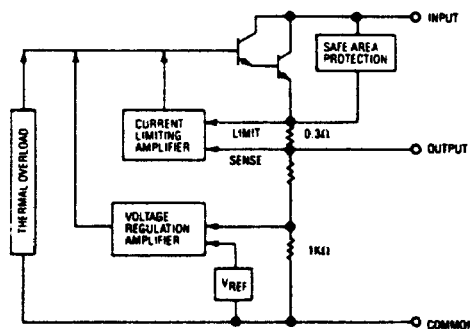 INPUT
SAFE AREA
PROTECTION
CURRENT
LIMITING
AMPLIFIER
LIMIT
0.3Ω
SENSE
OUTPUT
THERMAL OVERLOAD
VOLTAGE
REGULATION
AMPLIFIER
1KΩ
VREF
COMMON